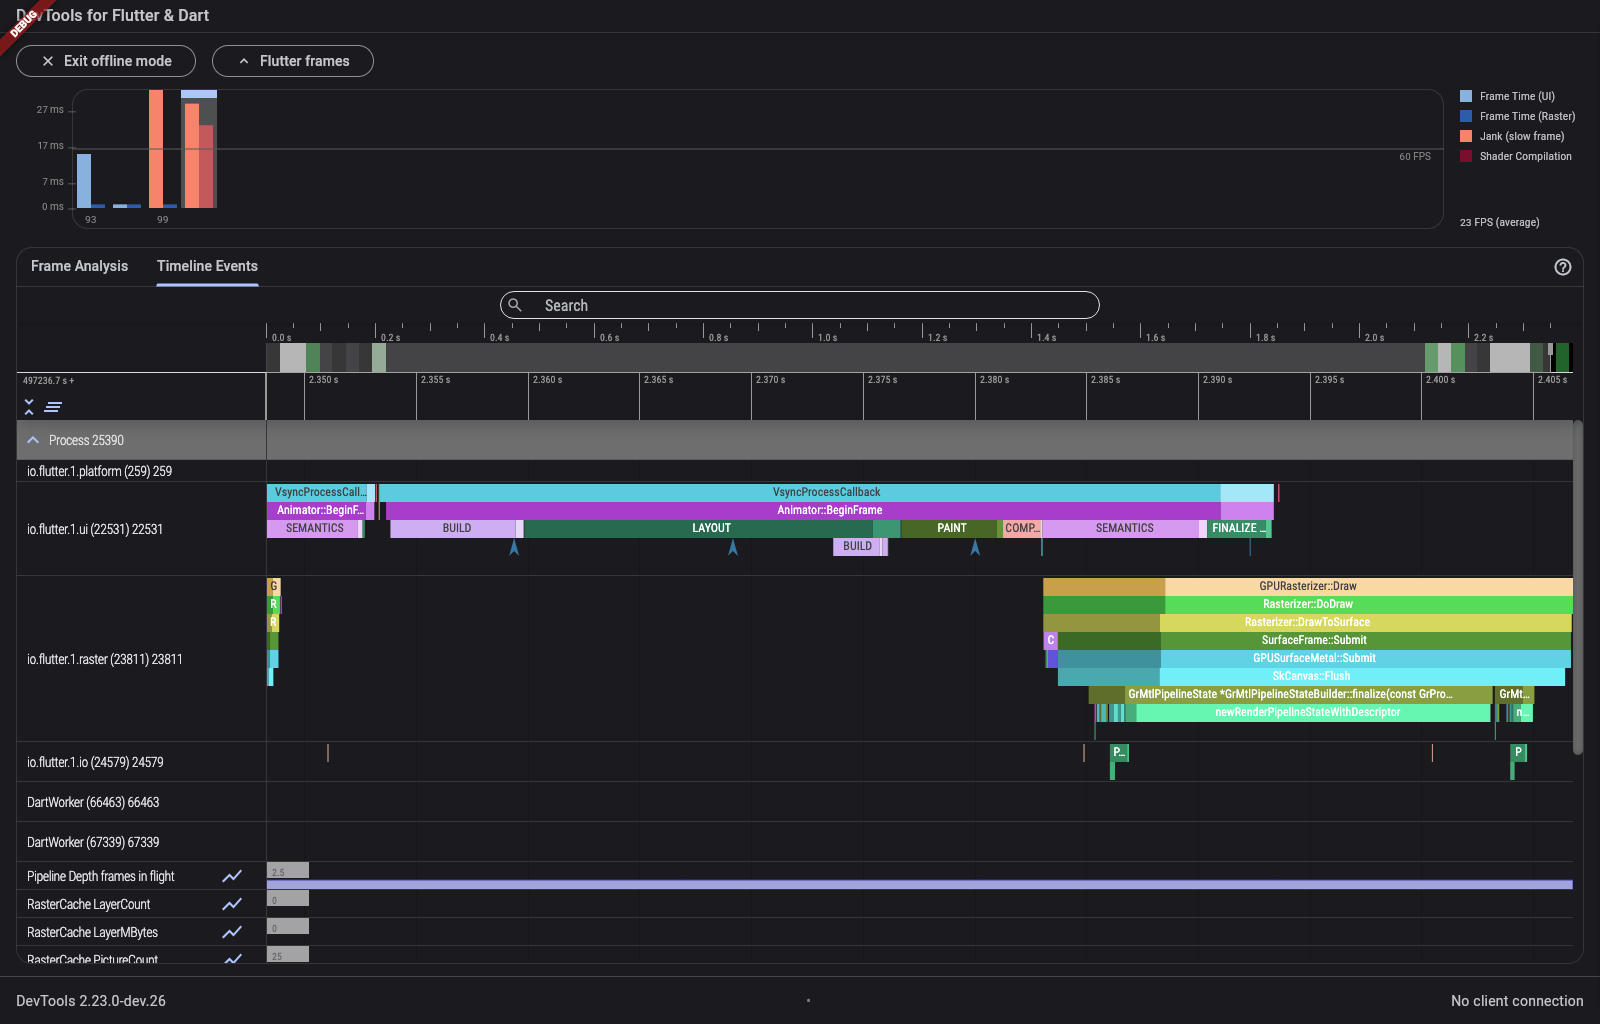 DevTools for Flutter & Dart
DEBUG
Exit offline mode
Flutter frames
27 ms
17 ms
7 ms
0 ms
93
99
60 FPS
Frame Time (UI)
Frame Time (Raster)
Jank (slow frame)
Shader Compilation
23 FPS (average)
Frame Analysis
Timeline Events
Search
0.0 s
0.2 s
0.4 s
0.6 s
0.8 s
1.0 s
1.2 s
1.4 s
1.6 s
1.8 s
2.0 s
2.2 s
497236.7 s +
2.350 s
2.355 s
2.360 s
2.365 s
2.370 s
2.375 s
2.380 s
2.385 s
2.390 s
2.395 s
2.400 s
2.405 s
Process 25390
io.flutter.1.platform (259) 259
io.flutter.1.ui (22531) 22531
VsyncProcessCall...
VsyncProcessCallback
Animator::BeginF...
Animator::BeginFrame
SEMANTICS
BUILD
LAYOUT
PAINT
COMP...
SEMANTICS
FINALIZE ...
BUILD
io.flutter.1.raster (23811) 23811
G
R
R
GPURasterizer::Draw
Rasterizer::DoDraw
Rasterizer::DrawToSurface
C
SurfaceFrame::Submit
GPUSurfaceMetal::Submit
SkCanvas::Flush
GrMtlPipelineState *GrMtlPipelineStateBuilder::finalize(const GrPro...
GrMt...
newRenderPipelineStateWithDescriptor
n...
io.flutter.1.io (24579) 24579
P...
P
DartWorker (66463) 66463
DartWorker (67339) 67339
Pipeline Depth frames in flight
2.5
RasterCache LayerCount
0
RasterCache LayerMBytes
0
RasterCache PictureCount
25
DevTools 2.23.0-dev.26
•
No client connection